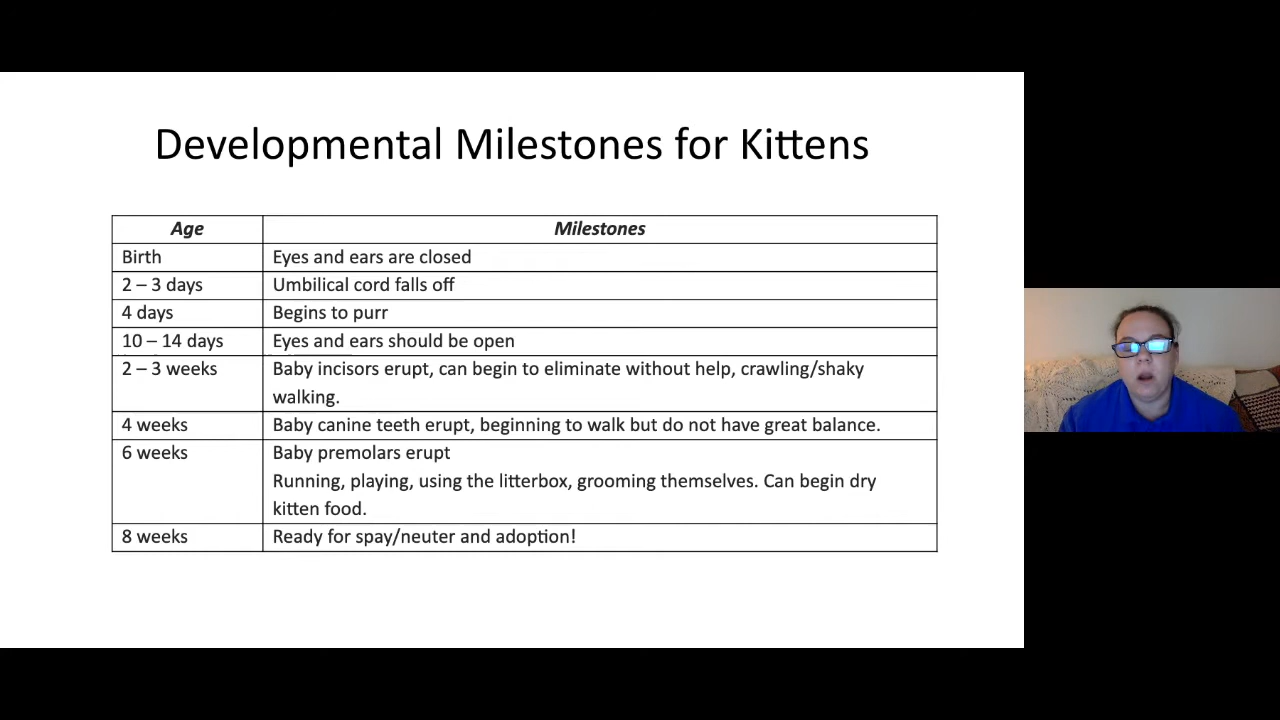 Developmental Milestones for Kittens
Age Milestones
Birth Eyes and ears are closed
2 – 3 days Umbilical cord falls off
4 days Begins to purr
10 – 14 days Eyes and ears should be open
2 – 3 weeks Baby incisors erupt, can begin to eliminate without help, crawling/shaky
walking.
4 weeks Baby canine teeth erupt, beginning to walk but do not have great balance.
6 weeks Baby premolars erupt
Running, playing, using the litterbox, grooming themselves. Can begin dry
kitten food.
8 weeks Ready for spay/neuter and adoption!